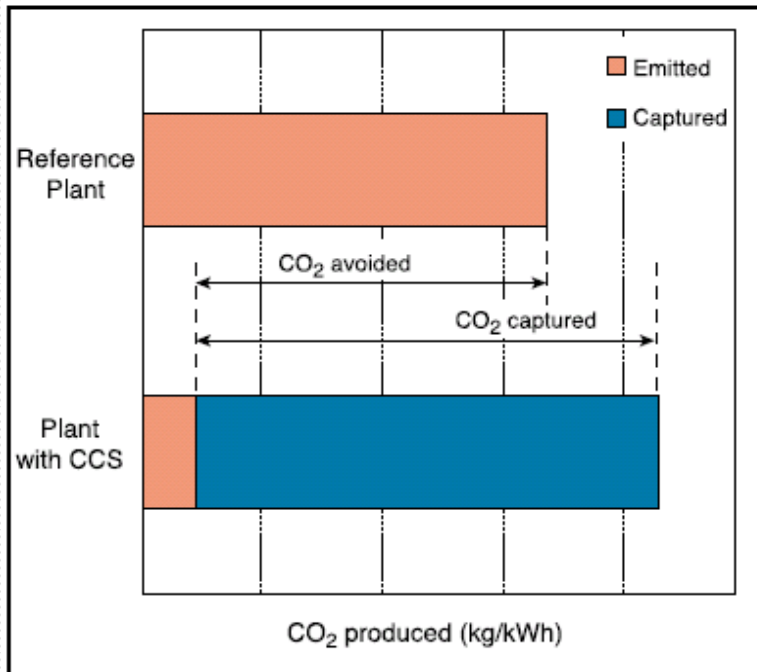 Emitted
Captured
Reference
Plant
CO₂ avoided
CO₂ captured
Plant
with CCS
CO₂ produced (kg/kWh)